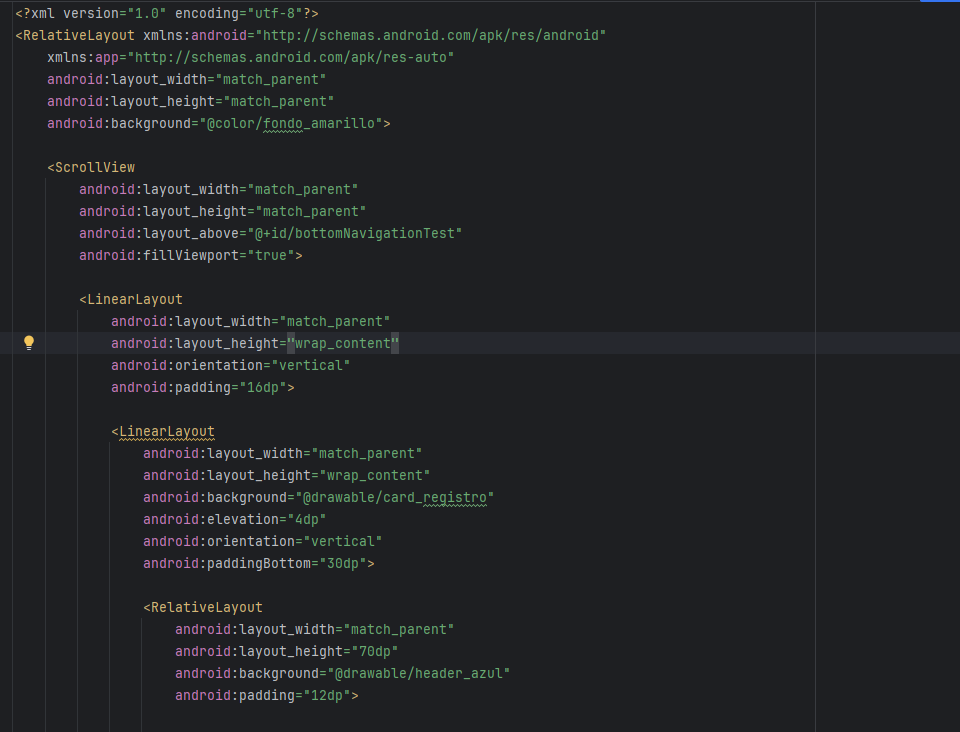 <?xml version="1.0" encoding="utf-8"?>
<RelativeLayout xmlns:android="http://schemas.android.com/apk/res/android"
    xmlns:app="http://schemas.android.com/apk/res-auto"
    android:layout_width="match_parent"
    android:layout_height="match_parent"
    android:background="@color/fondo_amarillo">

    <ScrollView
        android:layout_width="match_parent"
        android:layout_height="match_parent"
        android:layout_above="@+id/bottomNavigationTest"
        android:fillViewport="true">

        <LinearLayout
            android:layout_width="match_parent"
            android:layout_height="wrap_content"
            android:orientation="vertical"
            android:padding="16dp">

            <LinearLayout
                android:layout_width="match_parent"
                android:layout_height="wrap_content"
                android:background="@drawable/card_registro"
                android:elevation="4dp"
                android:orientation="vertical"
                android:paddingBottom="30dp">

                <RelativeLayout
                    android:layout_width="match_parent"
                    android:layout_height="70dp"
                    android:background="@drawable/header_azul"
                    android:padding="12dp">